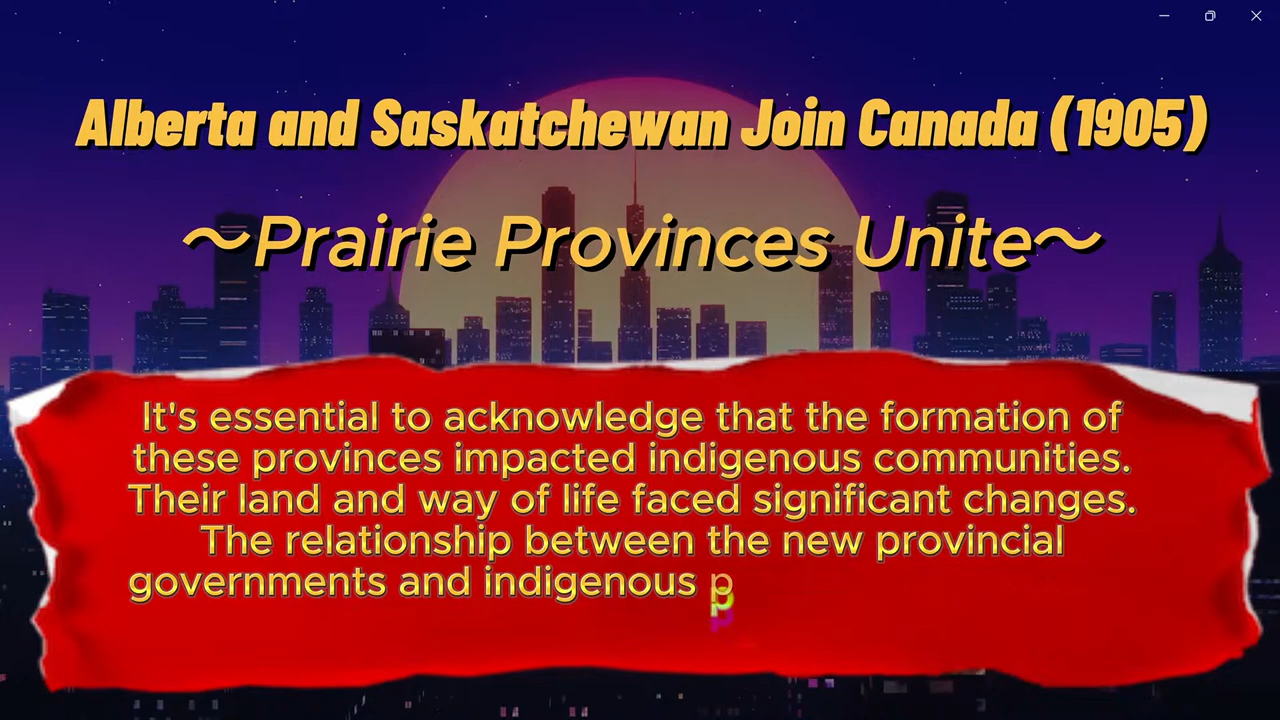 Alberta and Saskatchewan Join Canada (1905)
~Prairie Provinces Unite~
It's essential to acknowledge that the formation of
these provinces impacted indigenous communities.
Their land and way of life faced significant changes.
The relationship between the new provincial
governments and indigenous p